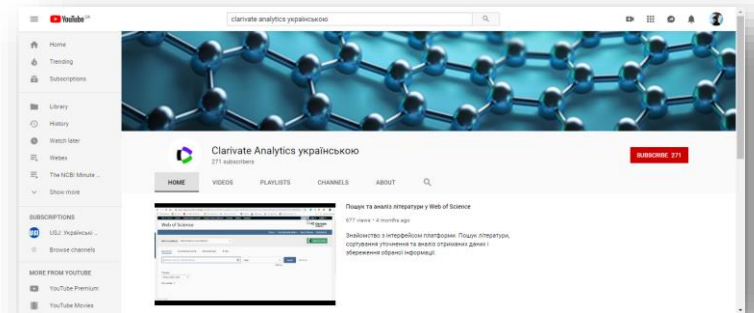 YouTube UA
clarivate analytics українською
Home
Trending
Subscriptions
Library
History
Watch later
Webex
The NCBI Minute ...
Show more
SUBSCRIPTIONS
USJ: Українські ...
Browse channels
MORE FROM YOUTUBE
YouTube Premium
YouTube Movies
Clarivate Analytics українською
271 subscribers
SUBSCRIBE 271
HOME
VIDEOS
PLAYLISTS
CHANNELS
ABOUT
Web of Science
Пошук та аналіз літератури у Web of Science
977 views • 4 months ago
Знайомство з інтерфейсом платформи. Пошук літератури,
сортування уточнення та аналіз отриманих даних і
збереження обраної інформації.